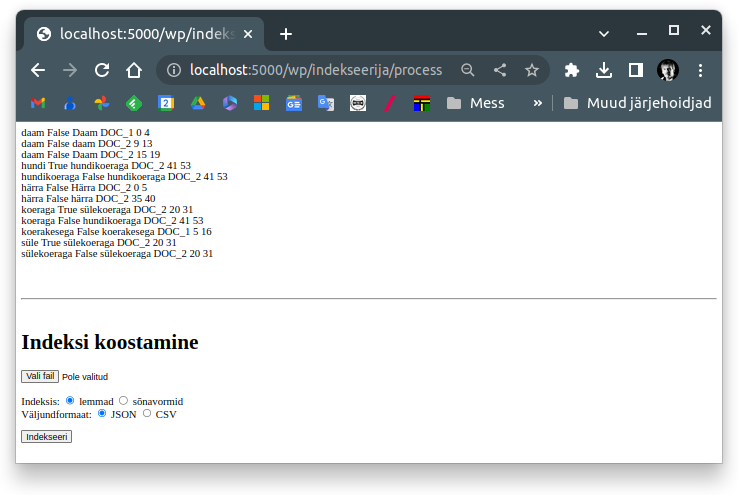 localhost:5000/wp/indeks
localhost:5000/wp/indekseerija/process
2
Mess
»
Muud järjehoidjad
daam False Daam DOC_1 0 4
daam False daam DOC_2 9 13
daam False Daam DOC_2 15 19
hundi True hundikoeraga DOC_2 41 53
hundikoeraga False hundikoeraga DOC_2 41 53
härra False Härra DOC_2 0 5
härra False härra DOC_2 35 40
koeraga True sülekoeraga DOC_2 20 31
koeraga False hundikoeraga DOC_2 41 53
koerakesega False koerakesega DOC_1 5 16
süle True sülekoeraga DOC_2 20 31
sülekoeraga False sülekoeraga DOC_2 20 31
Indeksi koostamine
Vali fail Pole valitud
Indeksis: lemmad sõnavormid
Väljundformaat: JSON CSV
Indekseeri